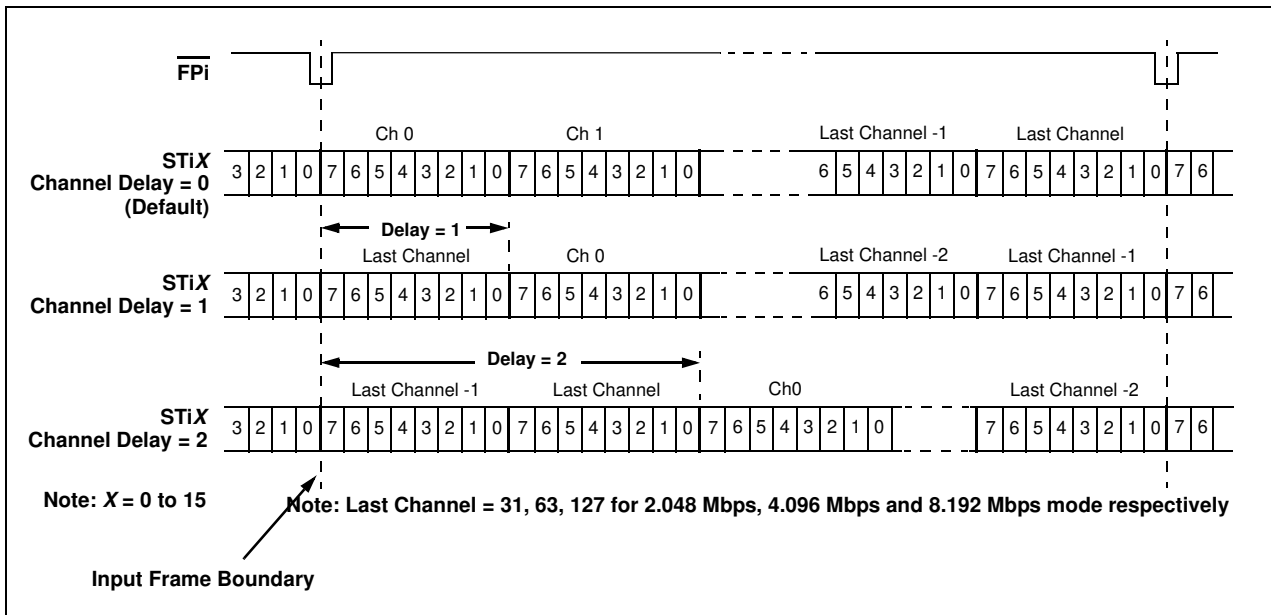 FPi
Ch 0 Ch 1 Last Channel -1 Last Channel
STiX
Channel Delay = 0
(Default)
3 2 1 0 7 6 5 4 3 2 1 0 7 6 5 4 3 2 1 0 6 5 4 3 2 1 0 7 6 5 4 3 2 1 0 7 6
Delay = 1
Last Channel Ch 0 Last Channel -2 Last Channel -1
STiX
Channel Delay = 1
3 2 1 0 7 6 5 4 3 2 1 0 7 6 5 4 3 2 1 0 6 5 4 3 2 1 0 7 6 5 4 3 2 1 0 7 6
Delay = 2
Last Channel -1 Last Channel Ch0 Last Channel -2
STiX
Channel Delay = 2
3 2 1 0 7 6 5 4 3 2 1 0 7 6 5 4 3 2 1 0 7 6 5 4 3 2 1 0 7 6 5 4 3 2 1 0 7 6
Note: X = 0 to 15
Note: Last Channel = 31, 63, 127 for 2.048 Mbps, 4.096 Mbps and 8.192 Mbps mode respectively
Input Frame Boundary